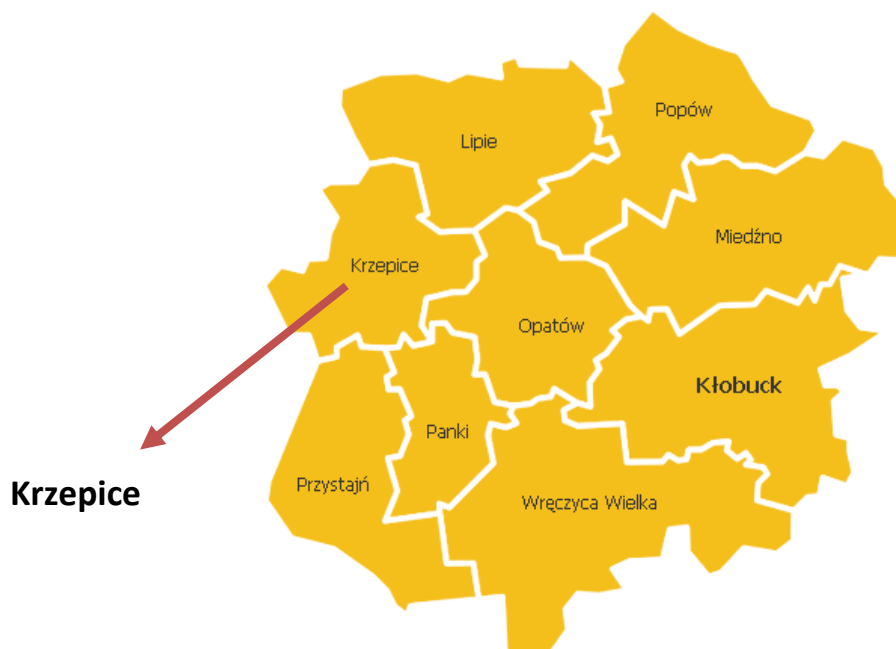 Popów
Lipie
Miedźno
Krzepice
Opatów
Kłobuck
Panki
Przystajń
Krzepice
Wręczyca Wielka